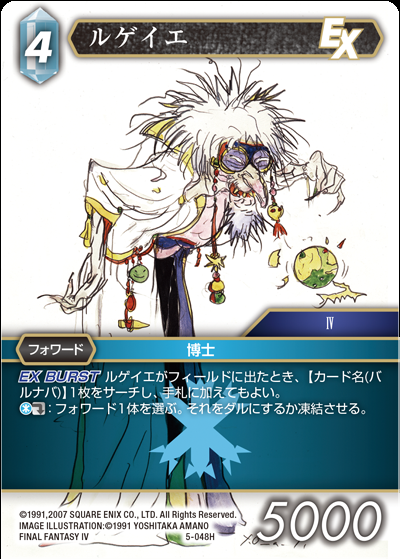 4
ルゲイエ
EX
IV
フォワード
博士
EX BURST ルゲイエがフィールドに出たとき、【カード名(バ
ルナバ)】1枚をサーチし、手札に加えてもよい。
:フォワード1体を選ぶ。それをダルにするか凍結させる。
©1991,2007 SQUARE ENIX CO., LTD. All Rights Reserved.
IMAGE ILLUSTRATION:©1991 YOSHITAKA AMANO
FINAL FANTASY IV
5-048H
5000